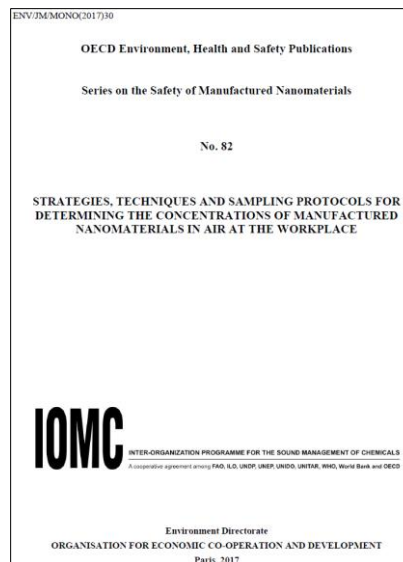 ENV/JM/MONO(2017)30
OECD Environment, Health and Safety Publications
Series on the Safety of Manufactured Nanomaterials
No. 82
STRATEGIES, TECHNIQUES AND SAMPLING PROTOCOLS FOR
DETERMINING THE CONCENTRATIONS OF MANUFACTURED
NANOMATERIALS IN AIR AT THE WORKPLACE
IOMC
INTER-ORGANIZATION PROGRAMME FOR THE SOUND MANAGEMENT OF CHEMICALS
A cooperative agreement among FAO, ILO, UNDP, UNEP, UNIDO, UNITAR, WHO, World Bank and OECD
Environment Directorate
ORGANISATION FOR ECONOMIC CO-OPERATION AND DEVELOPMENT
Paris, 2017